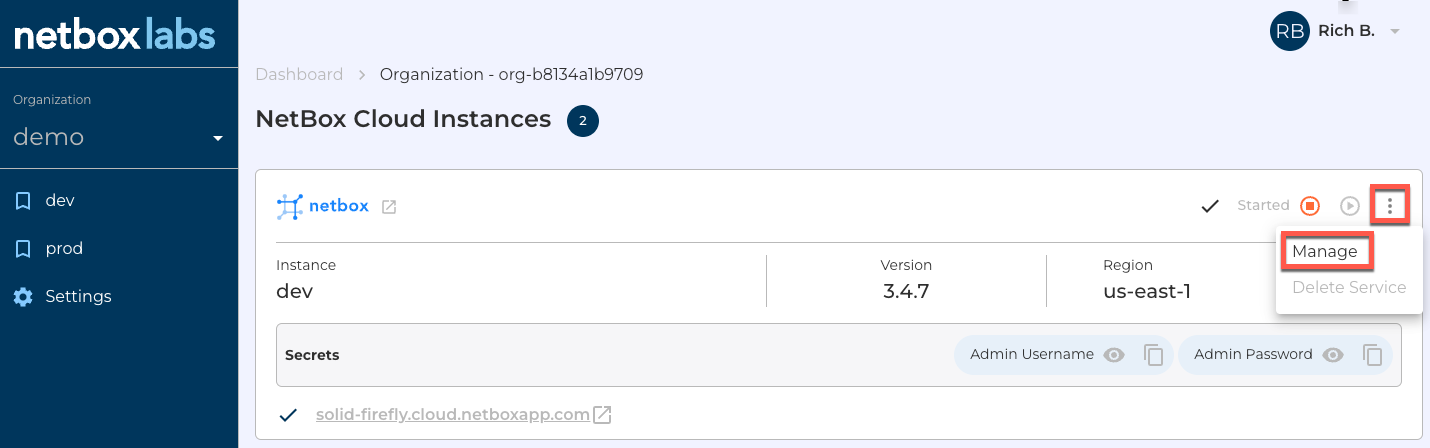 netbox labs
RB Rich B.
Organization
demo
dev
prod
Settings
Dashboard > Organization - org-b8134a1b9709
NetBox Cloud Instances 2
netbox
Started
Manage
Delete Service
Instance
dev
Version
3.4.7
Region
us-east-1
Secrets
Admin Username
Admin Password
solid-firefly.cloud.netboxapp.com